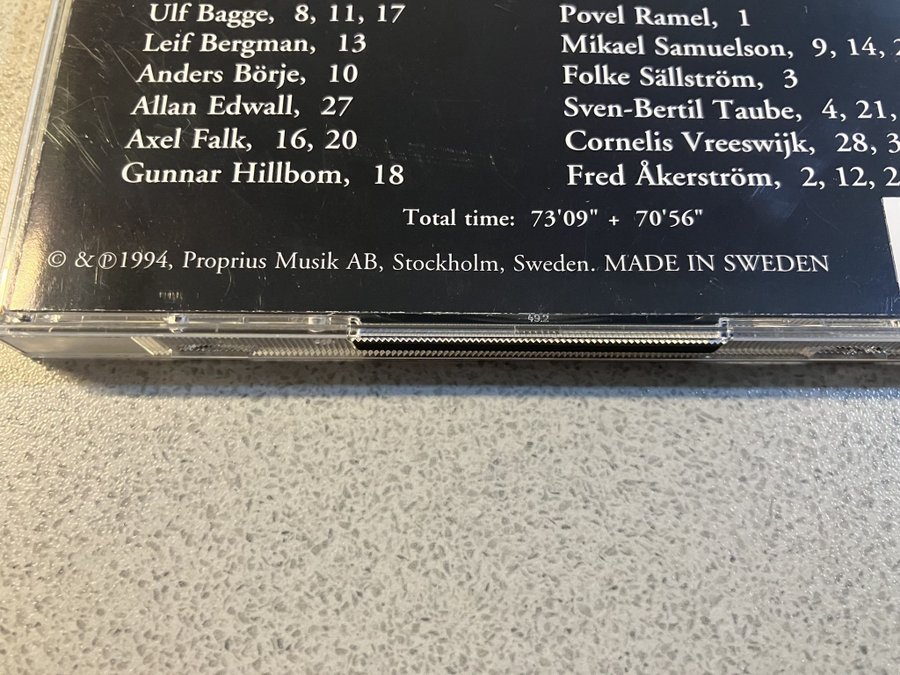 Ulf Bagge, 8, 11, 17
Leif Bergman, 13
Anders Börje, 10
Allan Edwall, 27
Axel Falk, 16, 20
Gunnar Hillbom, 18
Povel Ramel, 1
Mikael Samuelson, 9, 14,
Folke Sällström, 3
Sven-Bertil Taube, 4, 21,
Cornelis Vreeswijk, 28,
Fred Åkerström, 2, 12,
Total time: 73'09" + 70'56"
© & ℗1994, Proprius Musik AB, Stockholm, Sweden. MADE IN SWEDEN
49.2